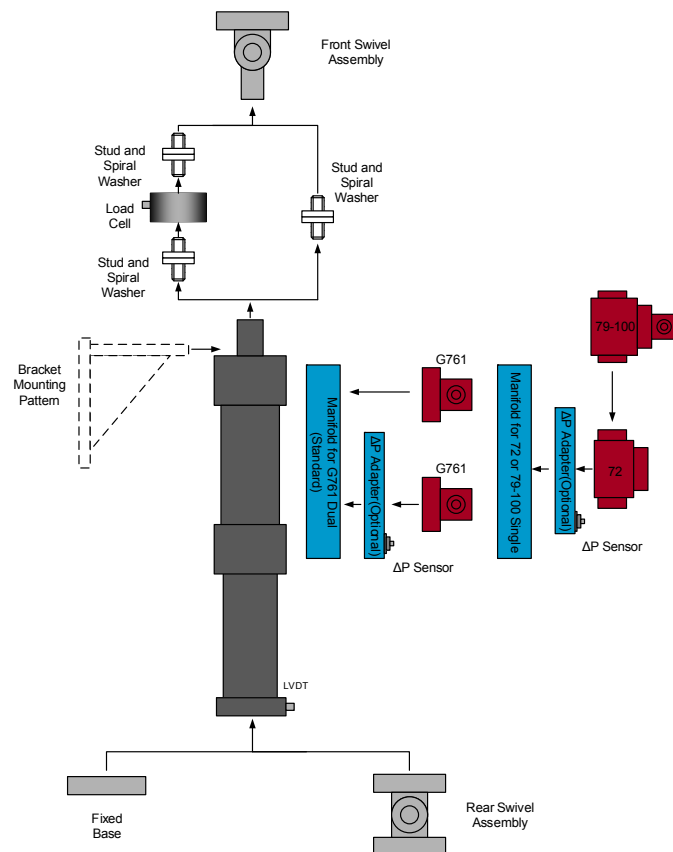 Front Swivel
Assembly
Stud and
Spiral
Washer
Stud and
Spiral
Washer
Load
Cell
Stud and
Spiral
Washer
79-100
Bracket
Mounting
Pattern
G761
Manifold for G761 Dual
(Standard)
ΔP Adapter(Optional)
G761
ΔP Sensor
Manifold for 72 or 79-100 Single
ΔP Adapter(Optional)
72
ΔP Sensor
LVDT
Fixed
Base
Rear Swivel
Assembly